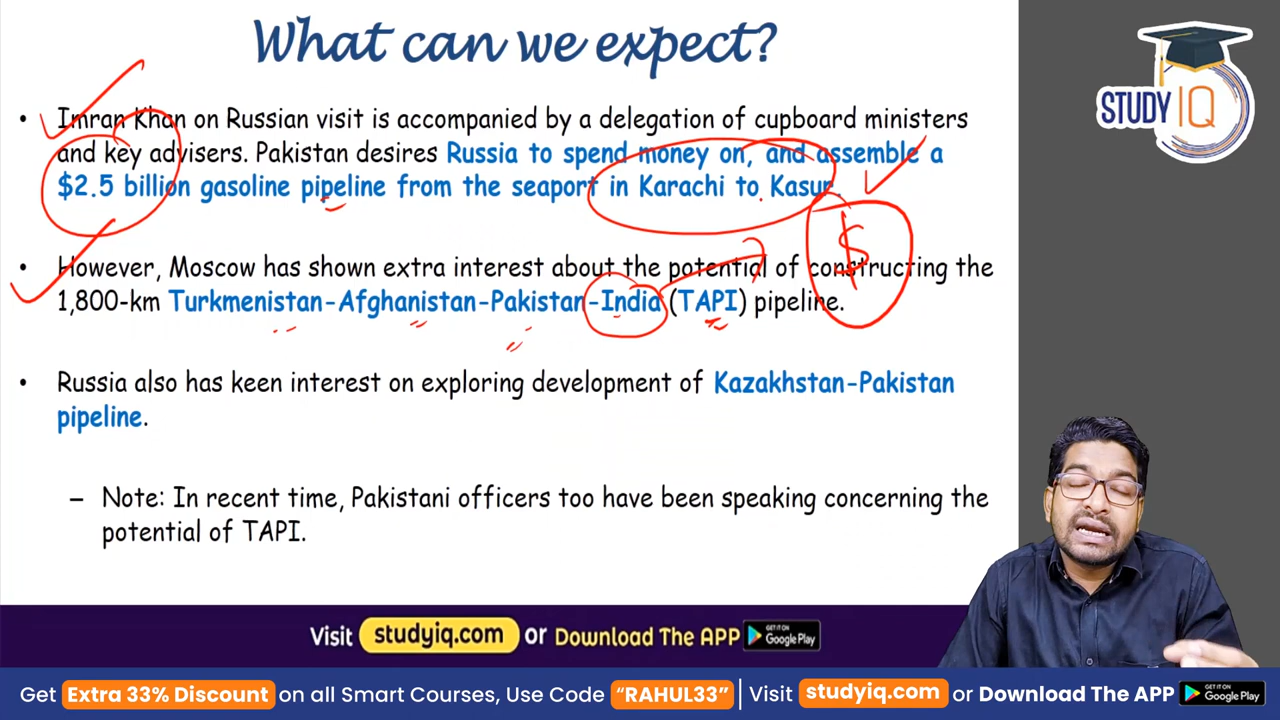 What can we expect?
STUDY IQ
• Imran Khan on Russian visit is accompanied by a delegation of cupboard ministers
and key advisers. Pakistan desires Russia to spend money on, and assemble a
$2.5 billion gasoline pipeline from the seaport in Karachi to Kasur.
$
• However, Moscow has shown extra interest about the potential of constructing the
1,800-km Turkmenistan-Afghanistan-Pakistan-India (TAPI) pipeline.
• Russia also has keen interest on exploring development of Kazakhstan-Pakistan
pipeline.
– Note: In recent time, Pakistani officers too have been speaking concerning the
potential of TAPI.
Visit studyiq.com or Download The APP GET IT ON Google Play
Get Extra 33% Discount on all Smart Courses, Use Code “RAHUL33” | Visit studyiq.com or Download The APP GET IT ON Google Play